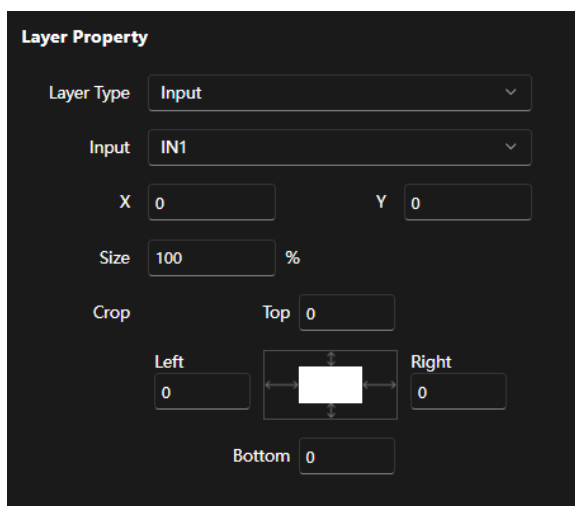 Layer Property
Layer Type Input
Input IN1
X 0 Y 0
Size 100 %
Crop Top 0
Left Right
0 0
Bottom 0